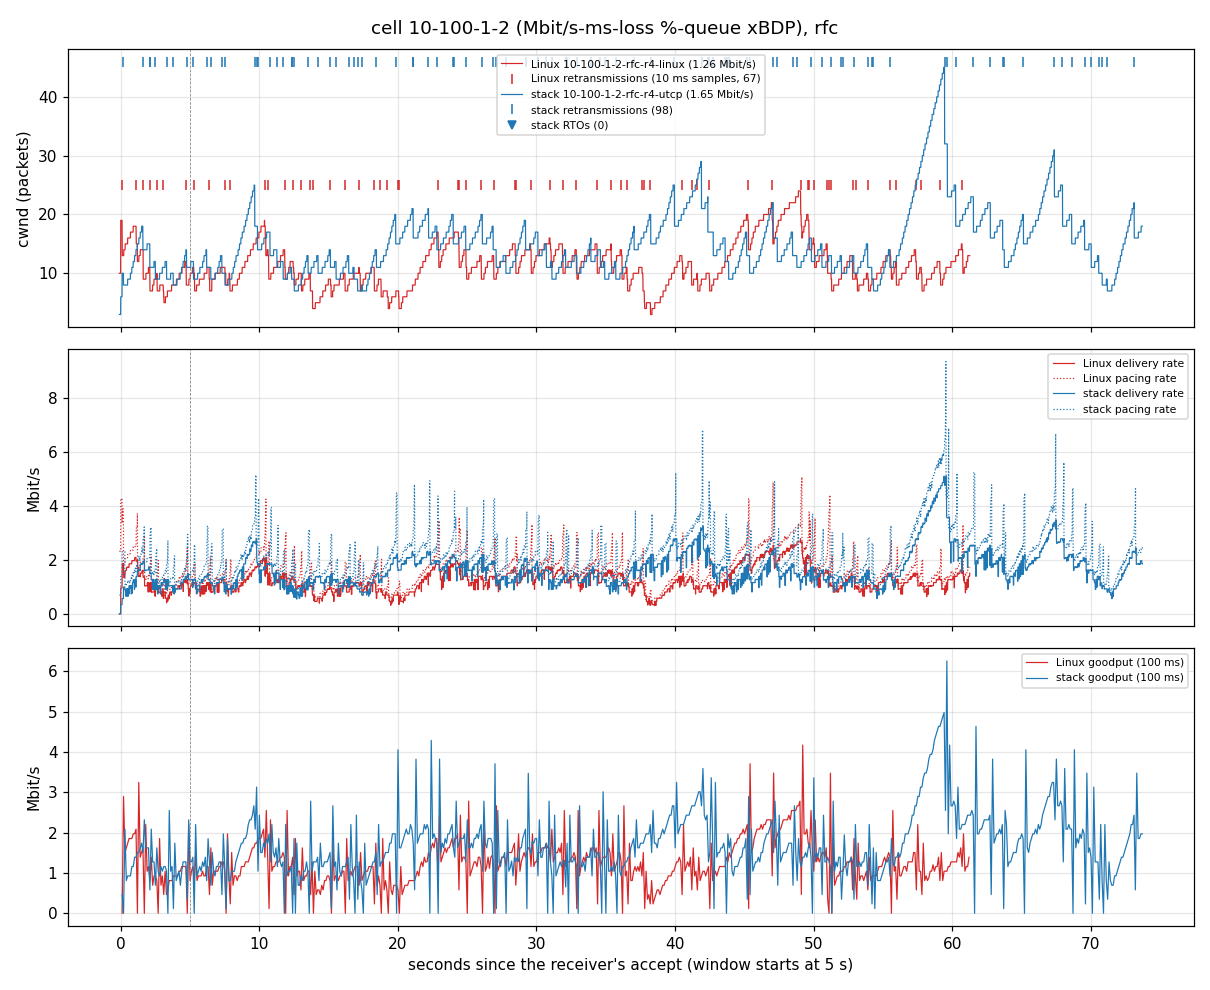 cell 10-100-1-2 (Mbit/s-ms-loss %-queue xBDP), rfc
cwnd (packets)
40
30
20
10
Linux 10-100-1-2-rfc-r4-linux (1.26 Mbit/s)
Linux retransmissions (10 ms samples, 67)
stack 10-100-1-2-rfc-r4-utcp (1.65 Mbit/s)
stack retransmissions (98)
stack RTOs (0)
Mbit/s
8
6
4
2
0
Linux delivery rate
Linux pacing rate
stack delivery rate
stack pacing rate
Mbit/s
6
5
4
3
2
1
0
Linux goodput (100 ms)
stack goodput (100 ms)
0 10 20 30 40 50 60 70
seconds since the receiver's accept (window starts at 5 s)